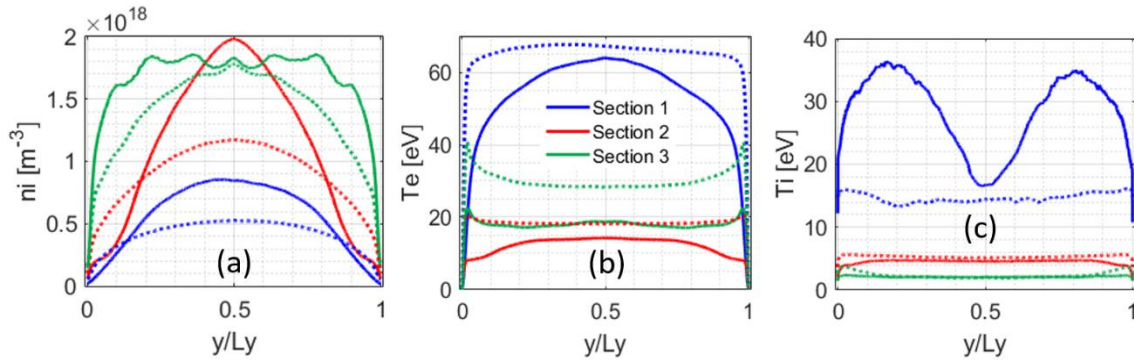 ×10¹⁸
2
1.5
1
0.5
0
ni [m⁻³]
(a)
0
0.5
1
y/Ly
60
40
20
0
Te [eV]
Section 1
Section 2
Section 3
(b)
0
0.5
1
y/Ly
40
30
20
10
0
Ti [eV]
(c)
0
0.5
1
y/Ly